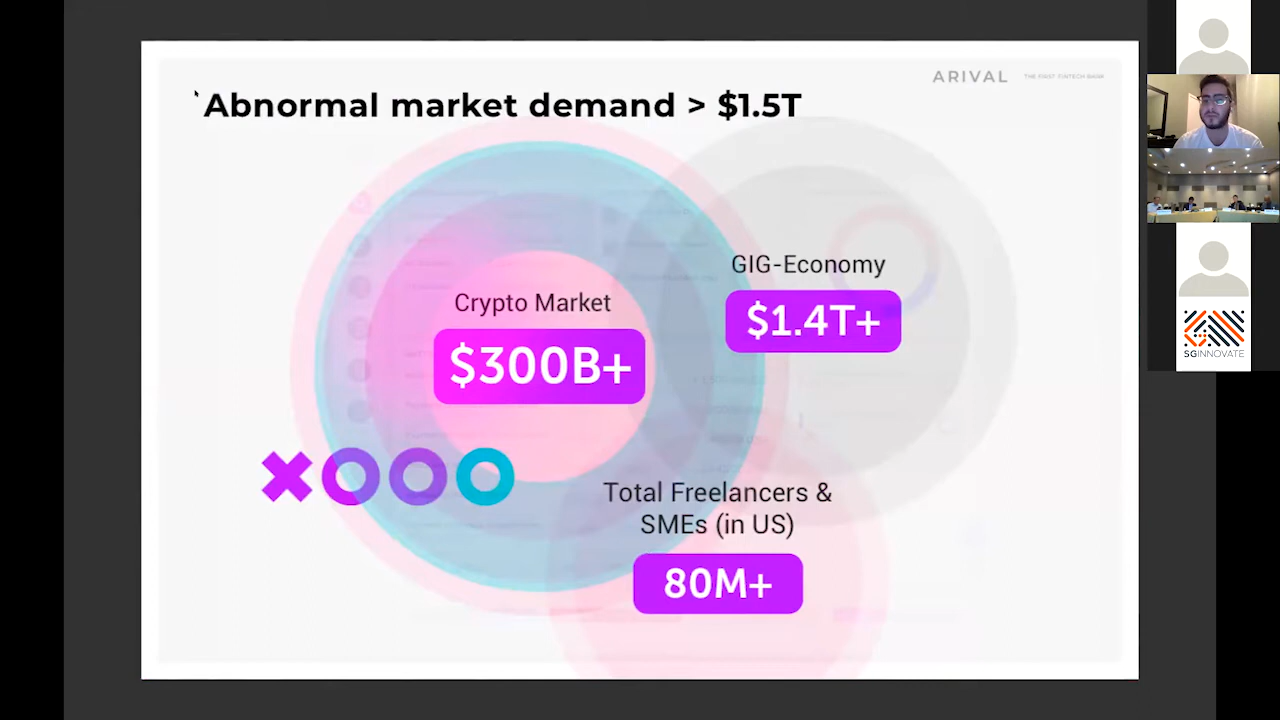 ARIVAL THE FIRST FINTECH BANK
Abnormal market demand > $1.5T
GIG-Economy
$1.4T+
Crypto Market
$300B+
XOOO
Total Freelancers &
SMEs (in US)
80M+
SGINNOVATE